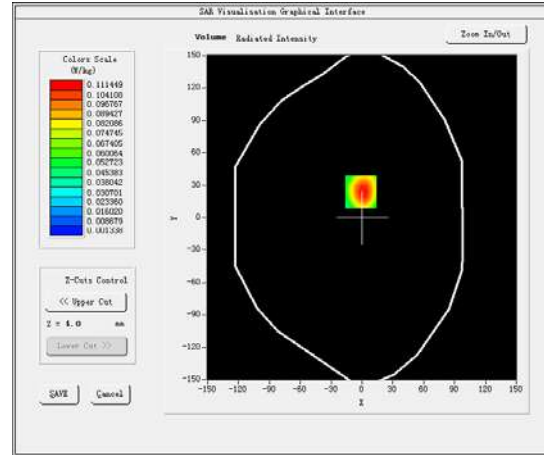 SAR Visualisation Graphical Interface
Volume Radiated Intensity
Zoom In/Out
Colors Scale
(W/kg)
0.111449
0.104108
0.096767
0.089427
0.082086
0.074745
0.067405
0.060064
0.052723
0.045383
0.038042
0.030701
0.023360
0.016020
0.008679
0.001338
Z-Cuts Control
<< Upper Cut
Z = 4.0 mm
Lower Cut >>
SAVE Cancel
150-
120-
90-
60-
30-
0-
-30-
-60-
-90-
-120-
-150-
Y
-150 -120 -90 -60 -30 0 30 60 90 120 150
X